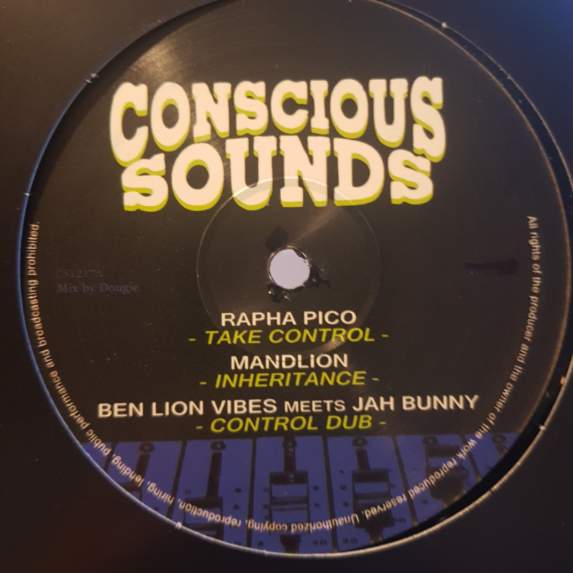 CONSCIOUS
SOUNDS
Mix by Dougie
RAPHA PICO
- TAKE CONTROL -
MANDLION
- INHERITANCE -
BEN LION VIBES MEETS JAH BUNNY
- CONTROL DUB -
All rights of the producer and the owner of the work reproduced reserved. Unauthorized copying, reproduction, hiring, lending, public performance and broadcasting prohibited.